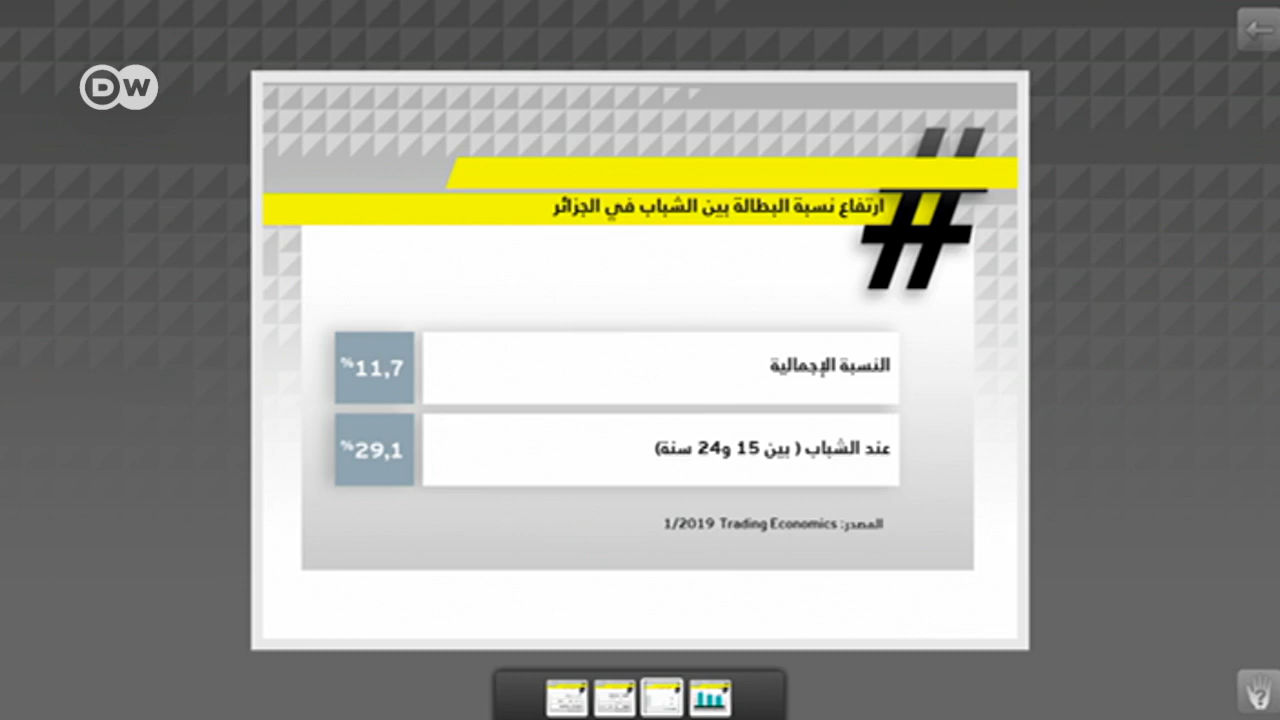 DW
ارتفاع نسبة البطالة بين الشباب في الجزائر
النسبة الإجمالية
%11,7
عند الشباب ( بين 15 و24 سنة)
%29,1
المصدر: Trading Economics 1/2019